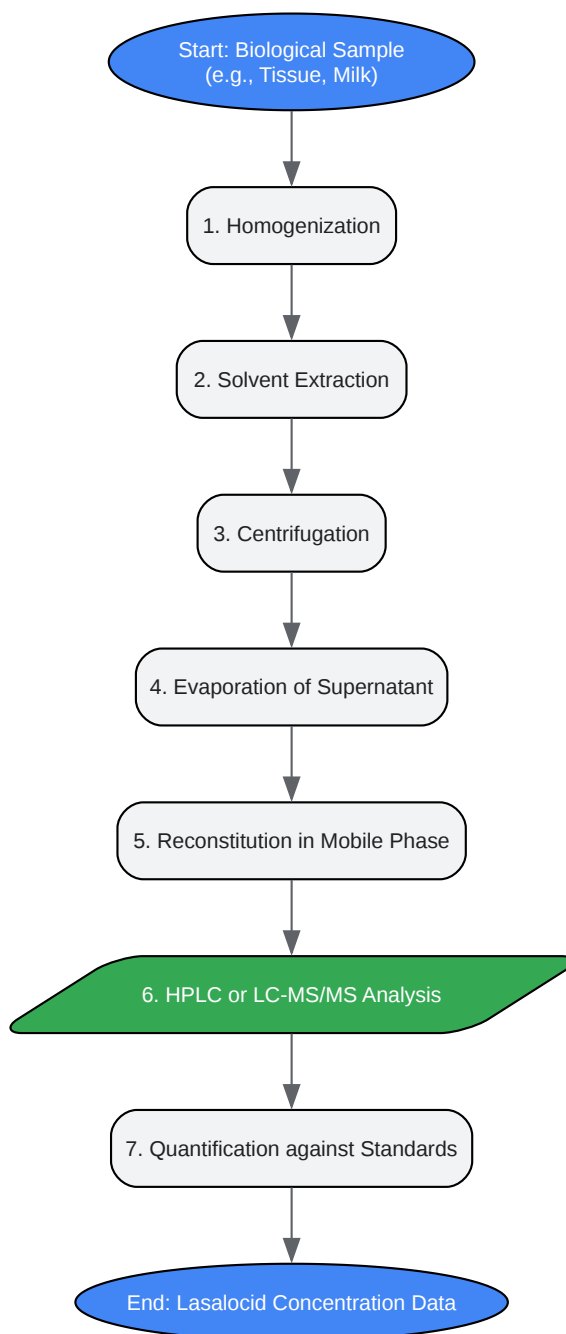 Start: Biological Sample
(e.g., Tissue, Milk)
1. Homogenization
2. Solvent Extraction
3. Centrifugation
4. Evaporation of Supernatant
5. Reconstitution in Mobile Phase
6. HPLC or LC-MS/MS Analysis
7. Quantification against Standards
End: Lasalocid Concentration Data